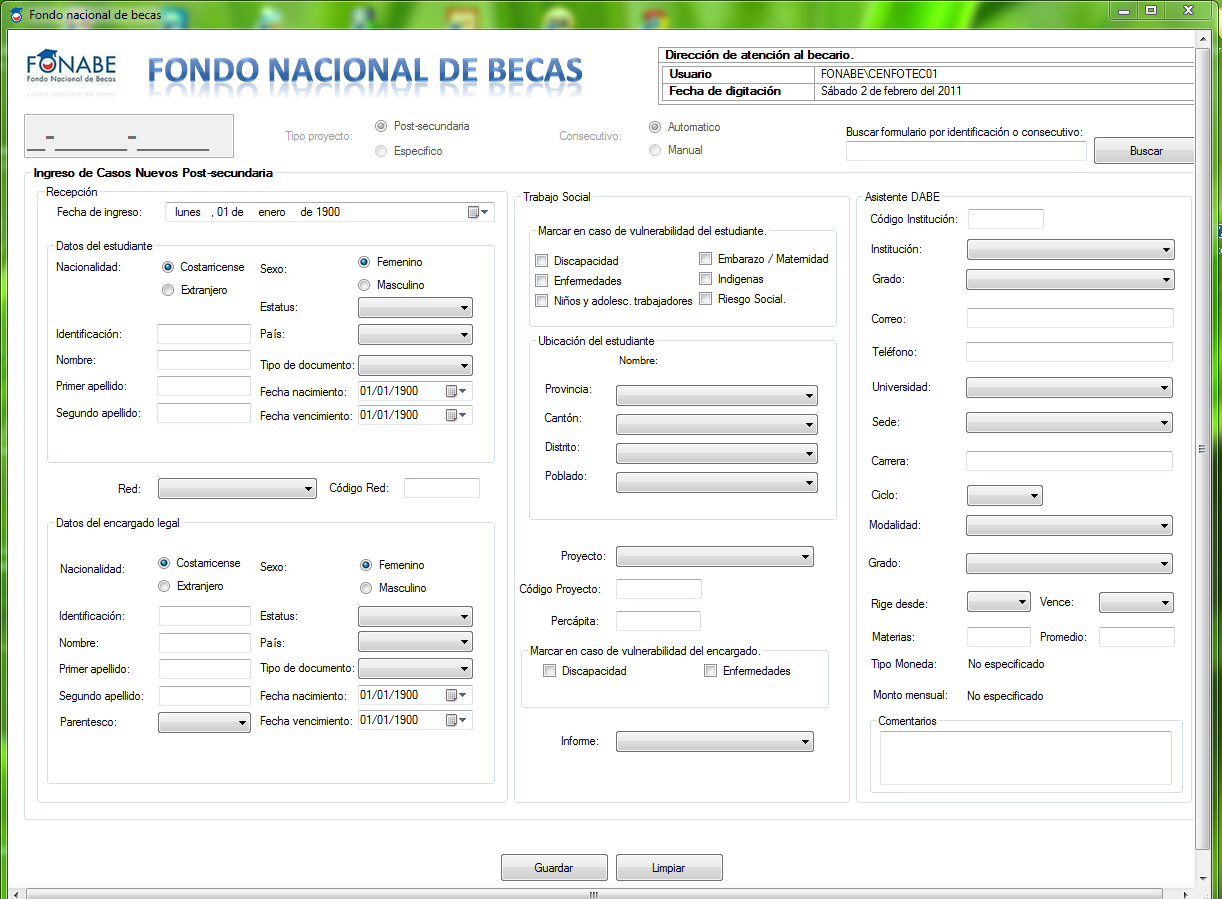 Fondo nacional de becas
FONABE
Fondo Nacional de Becas
FONDO NACIONAL DE BECAS
Dirección de atención al becario.
Usuario FONABE\CENFOTEC01
Fecha de digitación Sábado 2 de febrero del 2011
__-________-________
Tipo proyecto:
Post-secundaria
Especifico
Consecutivo:
Automatico
Manual
Buscar formulario por identificación o consecutivo:
Buscar
Ingreso de Casos Nuevos Post-secundaria
Recepción
Fecha de ingreso: lunes , 01 de enero de 1900
Datos del estudiante
Nacionalidad:
Costarricense
Extranjero
Sexo:
Femenino
Masculino
Estatus:
Identificación:
País:
Nombre:
Tipo de documento:
Primer apellido:
Fecha nacimiento: 01/01/1900
Segundo apellido:
Fecha vencimiento: 01/01/1900
Red:
Código Red:
Datos del encargado legal
Nacionalidad:
Costarricense
Extranjero
Sexo:
Femenino
Masculino
Identificación:
Estatus:
Nombre:
País:
Primer apellido:
Tipo de documento:
Segundo apellido:
Fecha nacimiento: 01/01/1900
Parentesco:
Fecha vencimiento: 01/01/1900
Trabajo Social
Marcar en caso de vulnerabilidad del estudiante.
Discapacidad
Embarazo / Maternidad
Enfermedades
Indigenas
Niños y adolesc. trabajadores
Riesgo Social.
Ubicación del estudiante
Nombre:
Provincia:
Cantón:
Distrito:
Poblado:
Proyecto:
Código Proyecto:
Percápita:
Marcar en caso de vulnerabilidad del encargado.
Discapacidad
Enfermedades
Informe:
Asistente DABE
Código Institución:
Institución:
Grado:
Correo:
Teléfono:
Universidad:
Sede:
Carrera:
Ciclo:
Modalidad:
Grado:
Rige desde:
Vence:
Materias:
Promedio:
Tipo Moneda: No especificado
Monto mensual: No especificado
Comentarios
Guardar
Limpiar